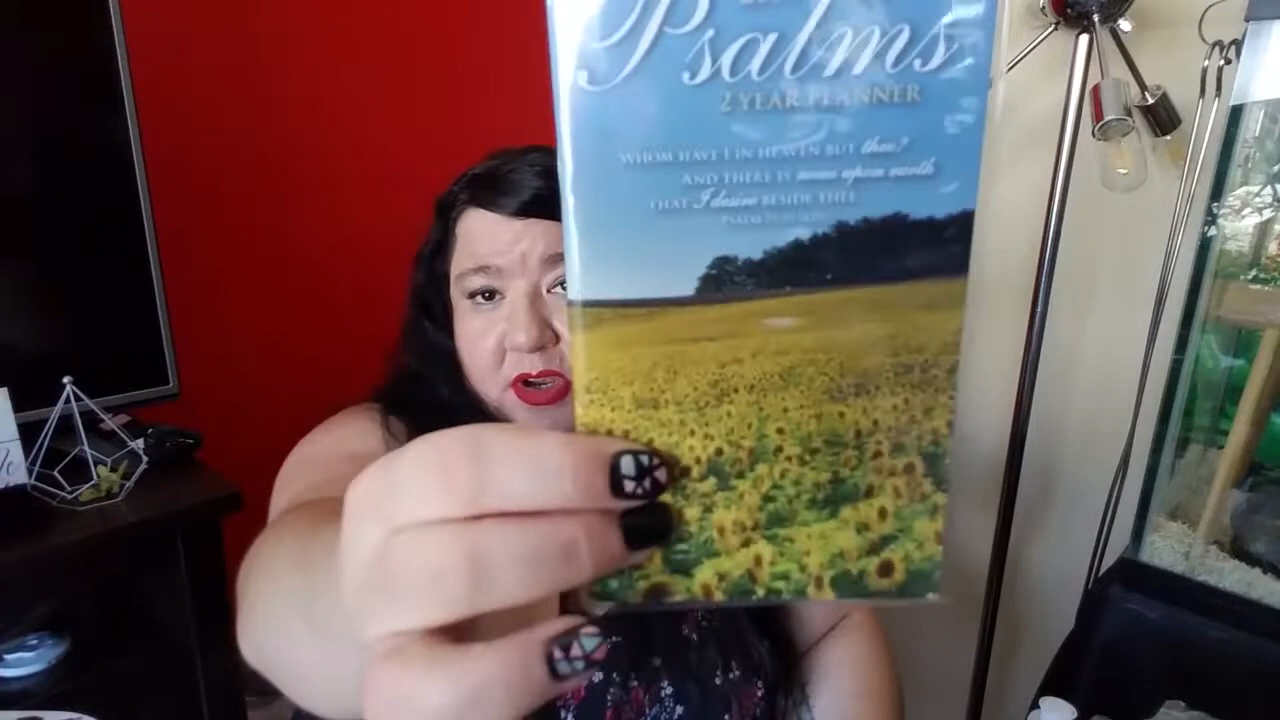 Psalms
2 YEAR PLANNER
WHOM HAVE I IN HEAVEN BUT thee?
AND THERE IS none upon earth
THAT I desire BESIDE THEE